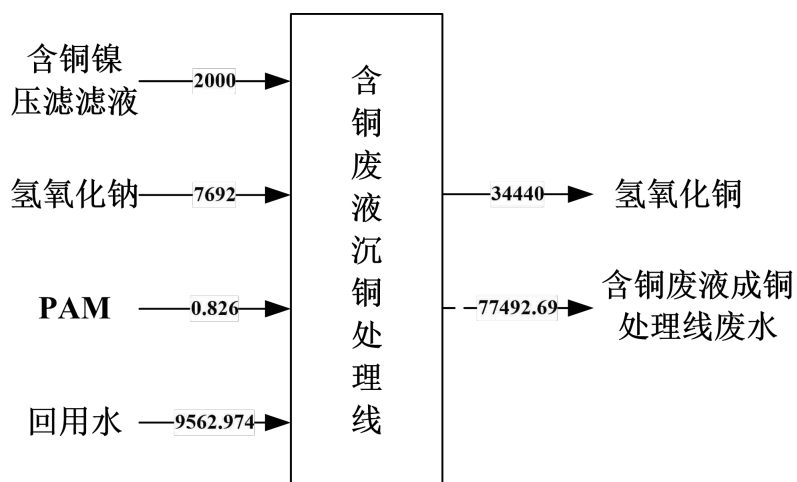 含铜镍
压滤滤液
2000
氢氧化钠
7692
PAM
0.826
回用水
9562.974
含
铜
废
液
沉
铜
处
理
线
34440
氢氧化铜
77492.69
含铜废液成铜
处理线废水